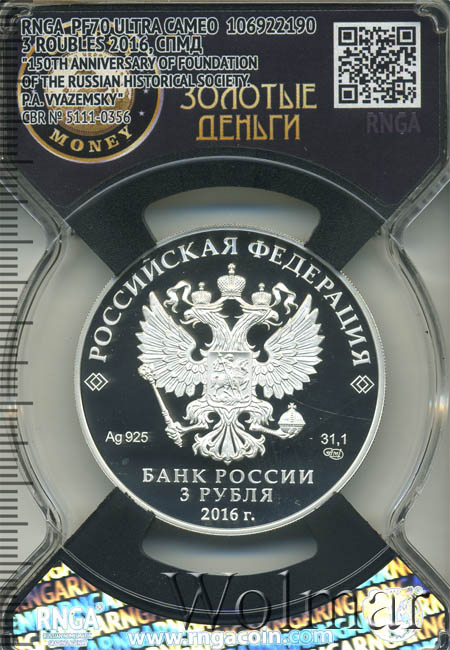 RNGA PF70 ULTRA CAMEO 106922190
3 ROUBLES 2016, СПМД
"150TH ANNIVERSARY OF FOUNDATION
OF THE RUSSIAN HISTORICAL SOCIETY.
P.A. VYAZEMSKY"
CBR № 5111-0356
MONEY
ЗОЛОТЫЕ
ДЕНЬГИ
RNGA
РОССИЙСКАЯ ФЕДЕРАЦИЯ
Ag 925
31,1
БАНК РОССИИ
3 РУБЛЯ
2016 г.
Wolmar
RNGA
www.rngacoin.com